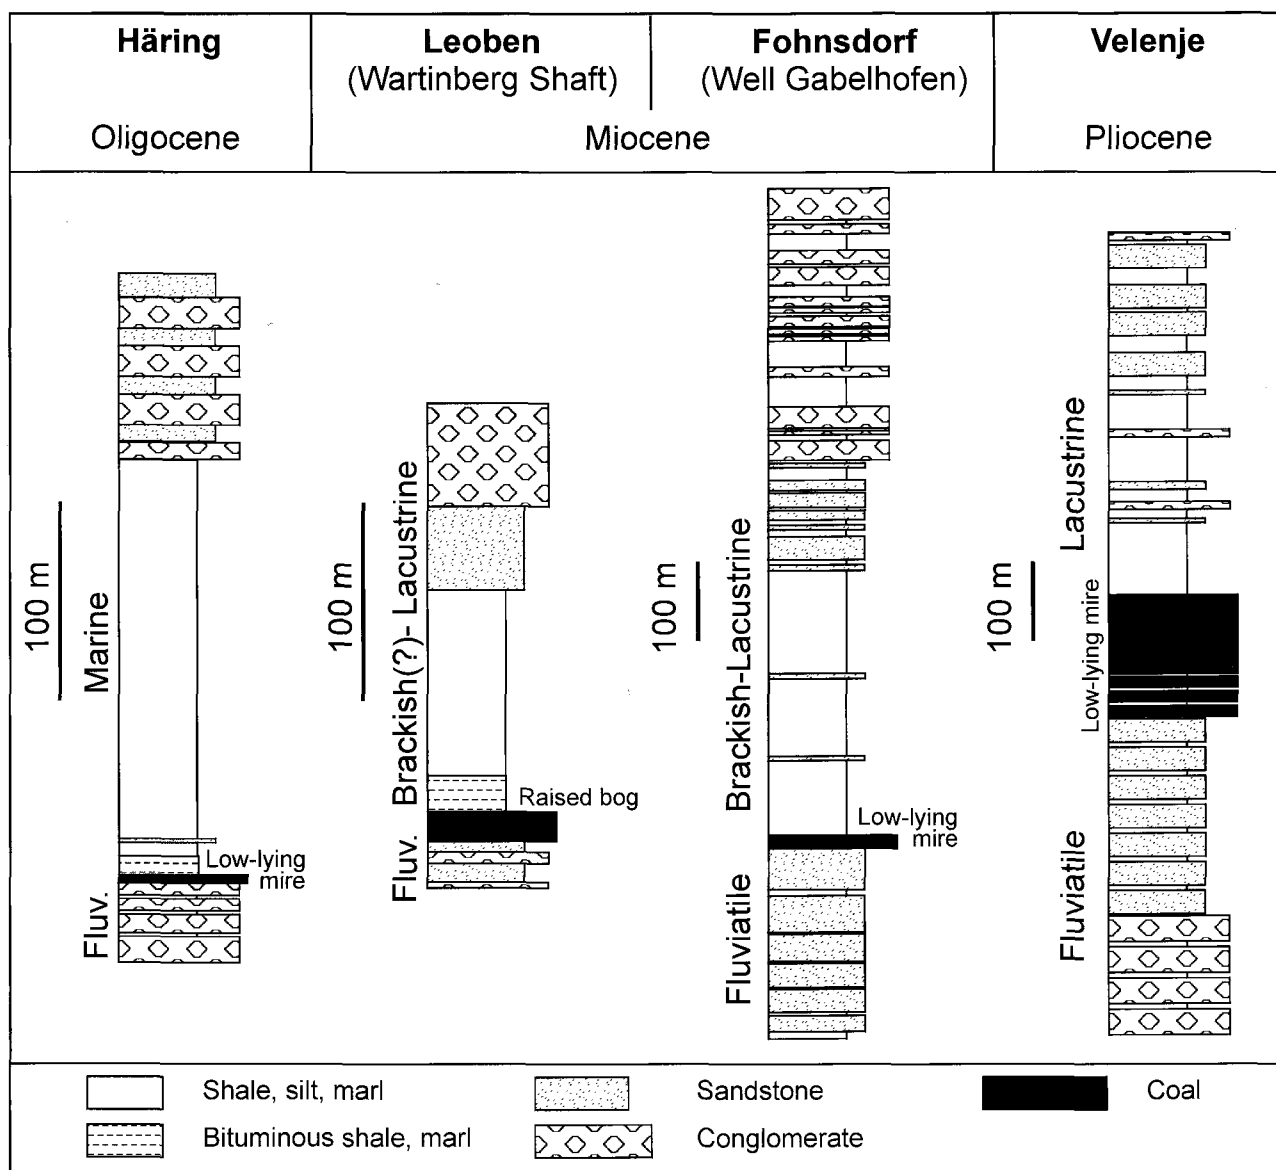 Häring
Leoben
(Wartinberg Shaft)
Fohnsdorf
(Well Gabelhofen)
Velenje
Oligocene
Miocene
Pliocene
100 m
Marine
Fluv.
Low-lying
mire
100 m
Brackish(?)- Lacustrine
Fluv.
Raised bog
100 m
Brackish-Lacustrine
Fluviatile
Low-lying
mire
100 m
Lacustrine
Low-lying mire
Fluviatile
Shale, silt, marl
Sandstone
Coal
Bituminous shale, marl
Conglomerate